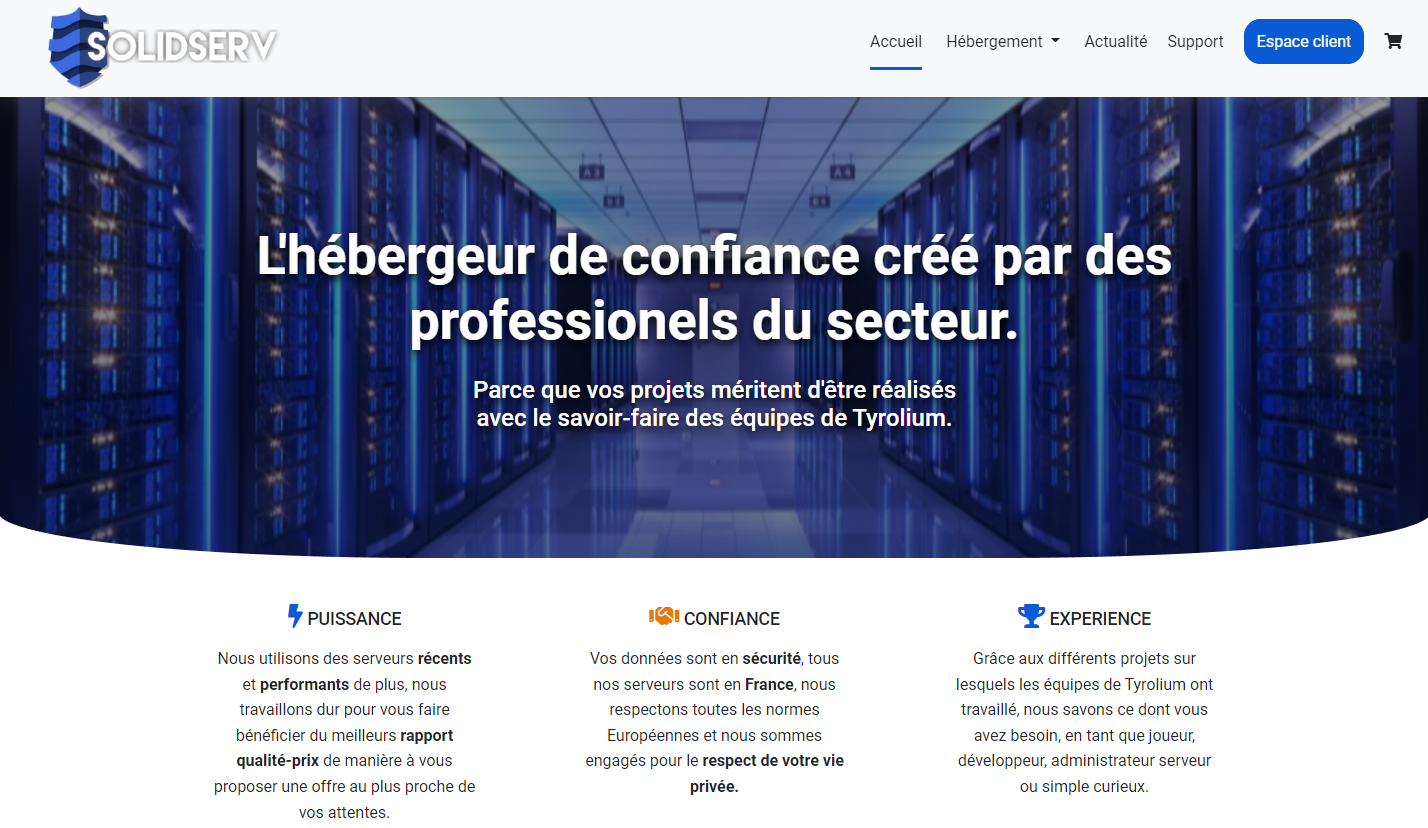 SOLIDSERV
Accueil Hébergement Actualité Support Espace client
A 3 A 4
L'hébergeur de confiance créé par des
professionels du secteur.
Parce que vos projets méritent d'être réalisés
avec le savoir-faire des équipes de Tyrolium.
PUISSANCE
Nous utilisons des serveurs récents
et performants de plus, nous
travaillons dur pour vous faire
bénéficier du meilleurs rapport
qualité-prix de manière à vous
proposer une offre au plus proche de
vos attentes.
CONFIANCE
Vos données sont en sécurité, tous
nos serveurs sont en France, nous
respectons toutes les normes
Européennes et nous sommes
engagés pour le respect de votre vie
privée.
EXPERIENCE
Grâce aux différents projets sur
lesquels les équipes de Tyrolium ont
travaillé, nous savons ce dont vous
avez besoin, en tant que joueur,
développeur, administrateur serveur
ou simple curieux.